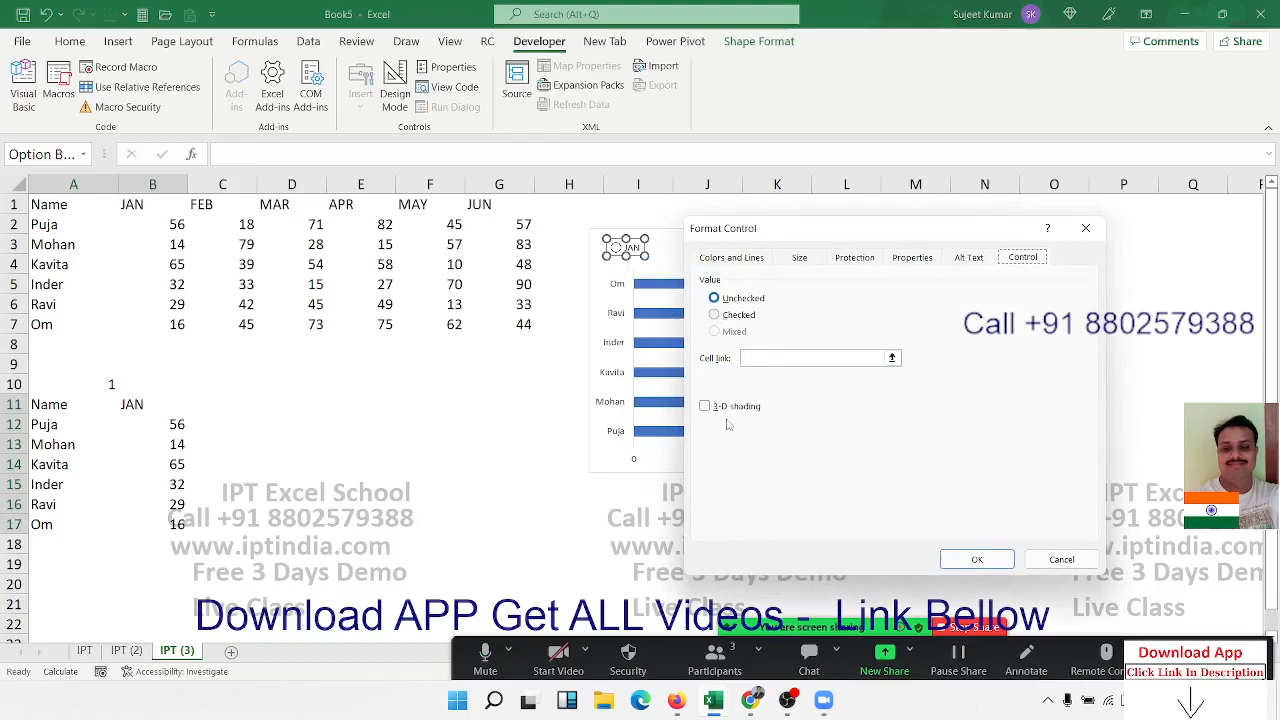 Book5 - Excel
Search (Alt+Q)
Sujeet Kumar SK
File Home Insert Page Layout Formulas Data Review Draw View RC Developer New Tab Power Pivot Shape Format
Comments Share
Visual Basic
Macros
Record Macro
Use Relative References
Macro Security
Add-ins
Excel Add-ins
COM Add-ins
Insert
Design Mode
Properties
View Code
Run Dialog
Source
Map Properties
Expansion Packs
Refresh Data
Import
Export
Code Add-ins Controls XML
Option B... fx
A B C D E F G H I J K L M N O P Q
1 Name JAN FEB MAR APR MAY JUN
2 Puja 56 18 71 82 45 57
3 Mohan 14 79 28 15 57 83
4 Kavita 65 39 54 58 10 48
5 Inder 32 33 15 27 70 90
6 Ravi 29 42 45 49 13 33
7 Om 16 45 73 75 62 44
8
9
10 1
11 Name JAN
12 Puja 56
13 Mohan 14
14 Kavita 65
15 Inder 32
16 Ravi 29
17 Om 16
18
19
20
21
JAN
Om
Ravi
Inder
Kavita
Mohan
Puja
0
Format Control ?
Colors and Lines Size Protection Properties Alt Text Control
Value
Unchecked
Checked
Mixed
Cell link:
3-D shading
OK Cancel
Call +91 8802579388
IPT Excel School
Call +91 8802579388
www.iptindia.com
Free 3 Days Demo
Live Class
Download APP Get ALL Videos - Link Bellow
You are screen sharing Stop Share
IPT IPT (2) IPT (3)
Ready Calculate Accessibility: Investigate
Mute Start Video Security Participants 3 Chat New Share Pause Share Annotate Remote Con
Download App
Click Link In Description